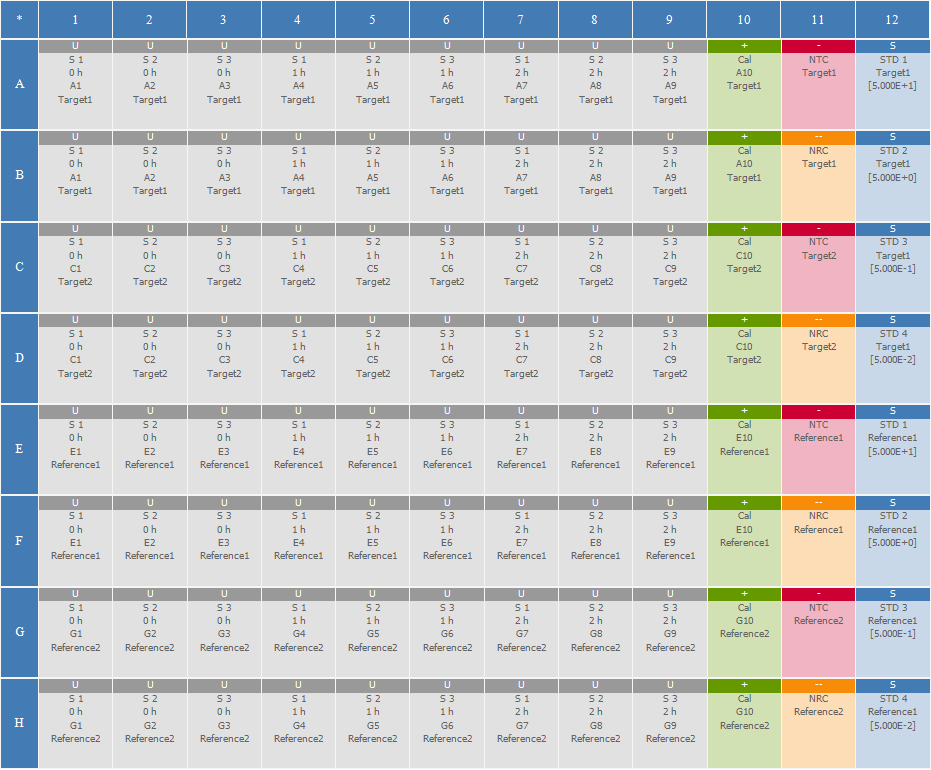 * 1 2 3 4 5 6 7 8 9 10 11 12
U U U U U U U U U + - S
S 1 S 2 S 3 S 1 S 2 S 3 S 1 S 2 S 3 Cal NTC STD 1
0 h 0 h 0 h 1 h 1 h 1 h 2 h 2 h 2 h A10 Target1 Target1
A A1 A2 A3 A4 A5 A6 A7 A8 A9 Target1 [5.000E+1]
Target1 Target1 Target1 Target1 Target1 Target1 Target1 Target1 Target1
U U U U U U U U U + -- S
S 1 S 2 S 3 S 1 S 2 S 3 S 1 S 2 S 3 Cal NRC STD 2
0 h 0 h 0 h 1 h 1 h 1 h 2 h 2 h 2 h A10 Target1 Target1
B A1 A2 A3 A4 A5 A6 A7 A8 A9 Target1 [5.000E+0]
Target1 Target1 Target1 Target1 Target1 Target1 Target1 Target1 Target1
U U U U U U U U U + - S
S 1 S 2 S 3 S 1 S 2 S 3 S 1 S 2 S 3 Cal NTC STD 3
0 h 0 h 0 h 1 h 1 h 1 h 2 h 2 h 2 h C10 Target2 Target1
C C1 C2 C3 C4 C5 C6 C7 C8 C9 Target2 [5.000E-1]
Target2 Target2 Target2 Target2 Target2 Target2 Target2 Target2 Target2
U U U U U U U U U + -- S
S 1 S 2 S 3 S 1 S 2 S 3 S 1 S 2 S 3 Cal NRC STD 4
0 h 0 h 0 h 1 h 1 h 1 h 2 h 2 h 2 h C10 Target2 Target1
D C1 C2 C3 C4 C5 C6 C7 C8 C9 Target2 [5.000E-2]
Target2 Target2 Target2 Target2 Target2 Target2 Target2 Target2 Target2
U U U U U U U U U + - S
S 1 S 2 S 3 S 1 S 2 S 3 S 1 S 2 S 3 Cal NTC STD 1
0 h 0 h 0 h 1 h 1 h 1 h 2 h 2 h 2 h E10 Reference1 Reference1
E E1 E2 E3 E4 E5 E6 E7 E8 E9 Reference1 [5.000E+1]
Reference1 Reference1 Reference1 Reference1 Reference1 Reference1 Reference1 Reference1 Reference1
U U U U U U U U U + -- S
S 1 S 2 S 3 S 1 S 2 S 3 S 1 S 2 S 3 Cal NRC STD 2
0 h 0 h 0 h 1 h 1 h 1 h 2 h 2 h 2 h E10 Reference1 Reference1
F E1 E2 E3 E4 E5 E6 E7 E8 E9 Reference1 [5.000E+0]
Reference1 Reference1 Reference1 Reference1 Reference1 Reference1 Reference1 Reference1 Reference1
U U U U U U U U U + - S
S 1 S 2 S 3 S 1 S 2 S 3 S 1 S 2 S 3 Cal NTC STD 3
0 h 0 h 0 h 1 h 1 h 1 h 2 h 2 h 2 h G10 Reference2 Reference1
G G1 G2 G3 G4 G5 G6 G7 G8 G9 Reference2 [5.000E-1]
Reference2 Reference2 Reference2 Reference2 Reference2 Reference2 Reference2 Reference2 Reference2
U U U U U U U U U + -- S
S 1 S 2 S 3 S 1 S 2 S 3 S 1 S 2 S 3 Cal NRC STD 4
0 h 0 h 0 h 1 h 1 h 1 h 2 h 2 h 2 h G10 Reference2 Reference1
H G1 G2 G3 G4 G5 G6 G7 G8 G9 Reference2 [5.000E-2]
Reference2 Reference2 Reference2 Reference2 Reference2 Reference2 Reference2 Reference2 Reference2